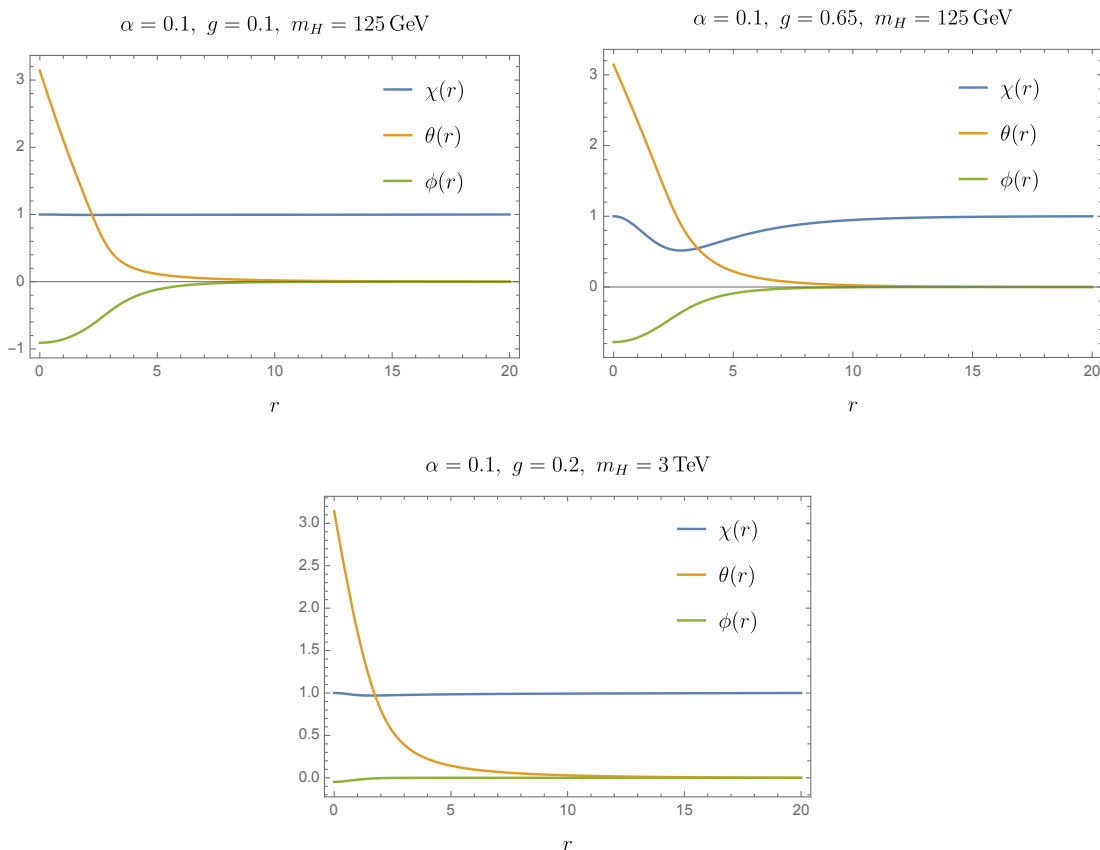 α = 0.1, g = 0.1, m_H = 125 GeV
3
2
1
0
−1
χ(r)
θ(r)
ϕ(r)
0 5 10 15 20
r
α = 0.1, g = 0.65, m_H = 125 GeV
3
2
1
0
χ(r)
θ(r)
ϕ(r)
0 5 10 15 20
r
α = 0.1, g = 0.2, m_H = 3 TeV
3.0
2.5
2.0
1.5
1.0
0.5
0.0
χ(r)
θ(r)
ϕ(r)
0 5 10 15 20
r